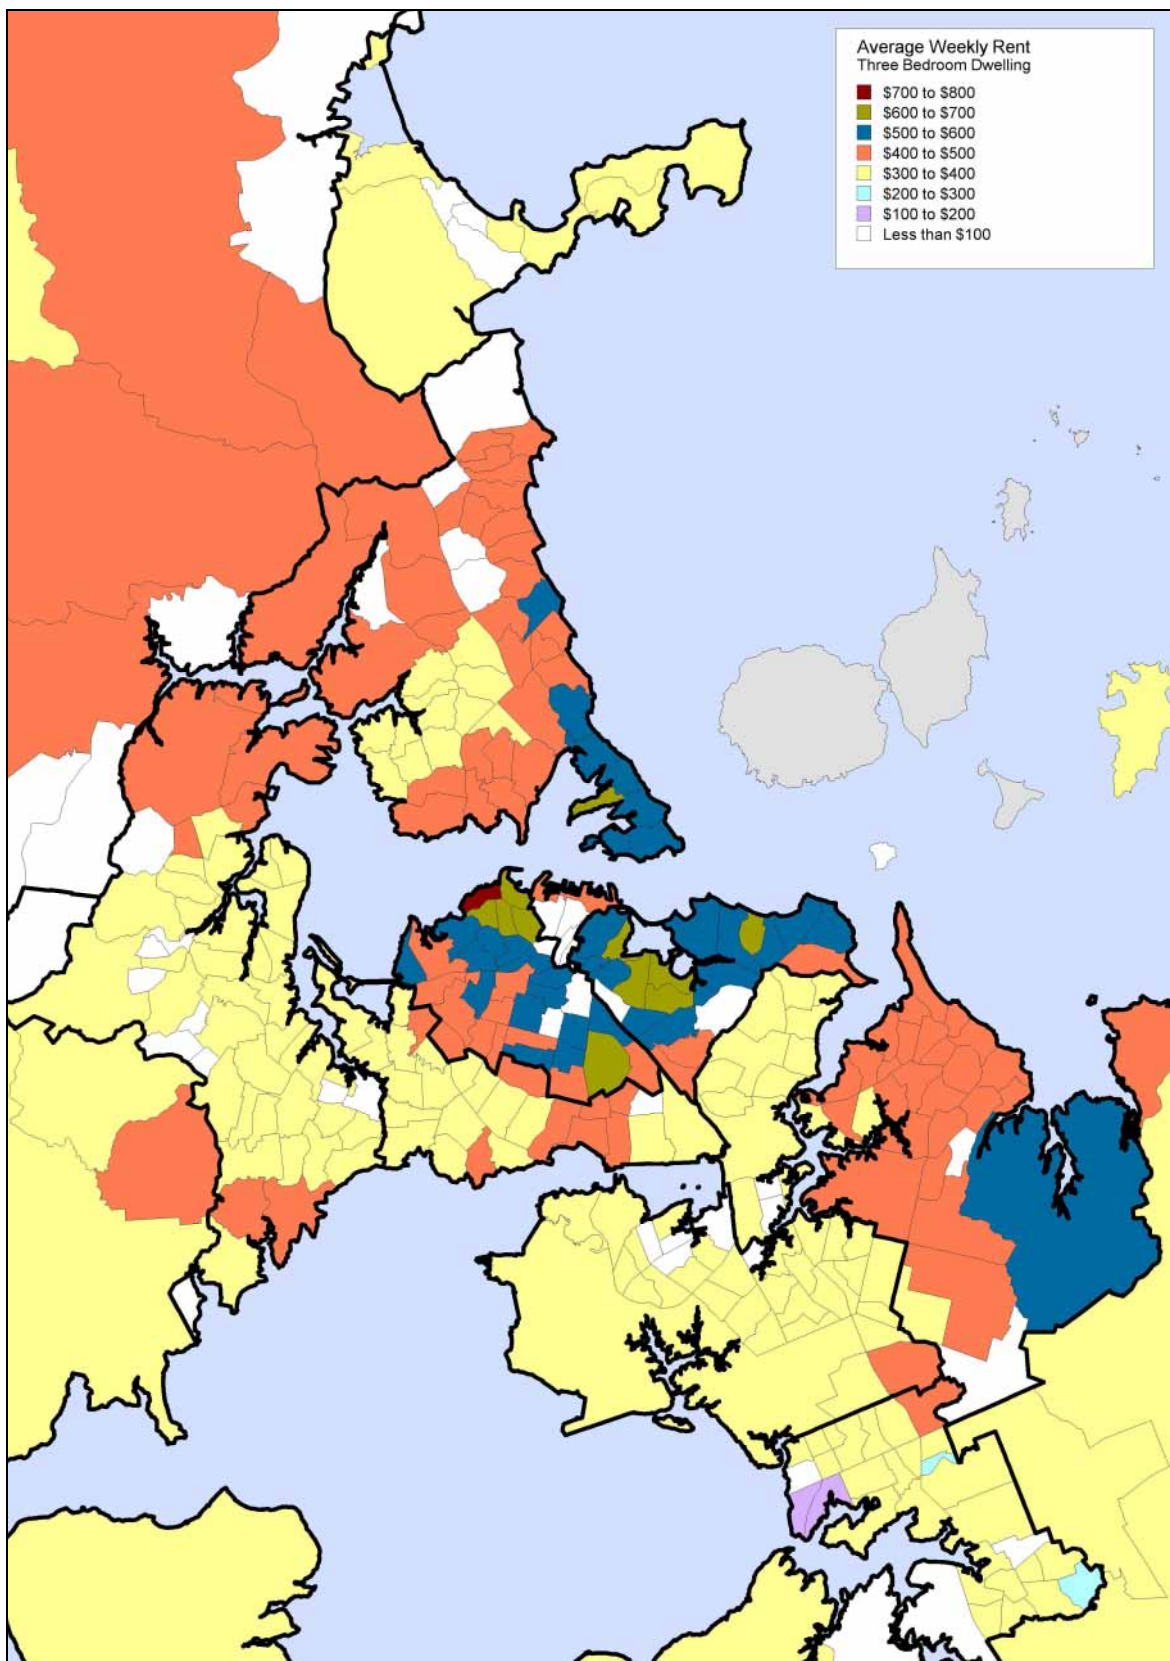 Average Weekly Rent
Three Bedroom Dwelling
$700 to $800
$600 to $700
$500 to $600
$400 to $500
$300 to $400
$200 to $300
$100 to $200
Less than $100